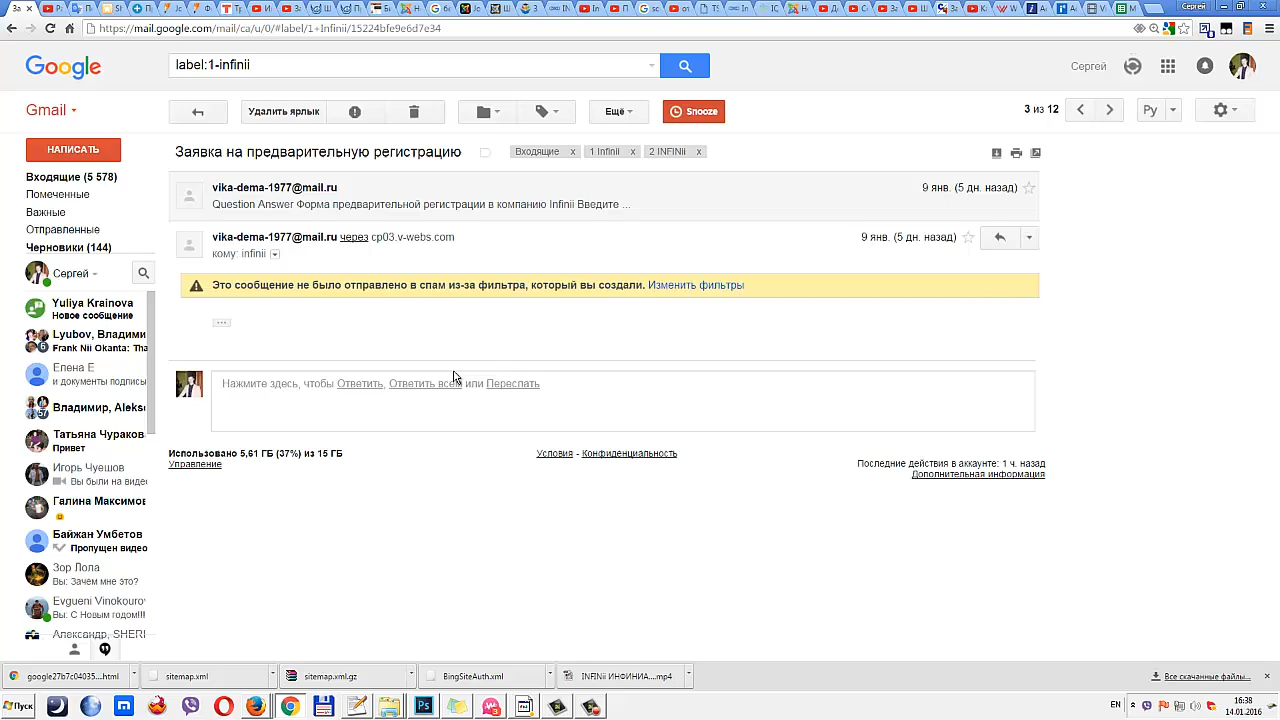 За
https://mail.google.com/mail/ca/u/0/#label/1+Infinii/15224bfe9e6d7e34
Сергей
Google
label:1-infinii
Сергей
Gmail
Удалить ярлык
Ещё
Snooze
3 из 12
Ру
НАПИСАТЬ
Заявка на предварительную регистрацию
Входящие x
1 Infinii x
2 INFINii x
Входящие (5 578)
Помеченные
Важные
Отправленные
Черновики (144)
vika-dema-1977@mail.ru
9 янв. (5 дн. назад)
Question Answer Форма предварительной регистрации в компанию Infinii Введите ...
vika-dema-1977@mail.ru через cp03.v-webs.com
9 янв. (5 дн. назад)
кому: infinii
Это сообщение не было отправлено в спам из-за фильтра, который вы создали. Изменить фильтры
...
Нажмите здесь, чтобы Ответить, Ответить всем или Переслать
Использовано 5,61 ГБ (37%) из 15 ГБ
Управление
Условия - Конфиденциальность
Последние действия в аккаунте: 1 ч. назад
Дополнительная информация
Сергей
Yuliya Krainova
Новое сообщение
Lyubov, Владими
Frank Nii Okanta: Tha
Елена Е
и документы подпись
Владимир, Aleks
Татьяна Чураков
Привет
Игорь Чуешов
Вы были на виде
Галина Максимов
Байжан Умбетов
Пропущен видео
Зор Лола
Вы: Зачем мне это?
Evgueni Vinokourov
Вы: С Новым годом!!!
Александр, SHERI
google27b7c04035....html
sitemap.xml
sitemap.xml.gz
BingSiteAuth.xml
INFINii ИНФИНИА....mp4
Все скачанные файлы...
Пуск
EN
16:38
14.01.2016